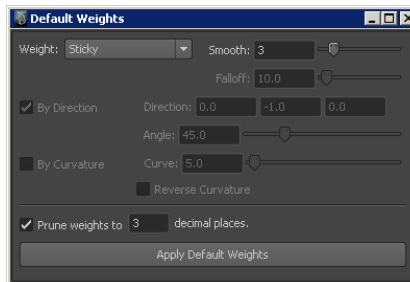 Default Weights
Weight: Sticky Smooth: 3
Falloff: 10.0
By Direction Direction: 0.0 -1.0 0.0
Angle: 45.0
By Curvature Curve: 5.0
Reverse Curvature
Prune weights to 3 decimal places.
Apply Default Weights